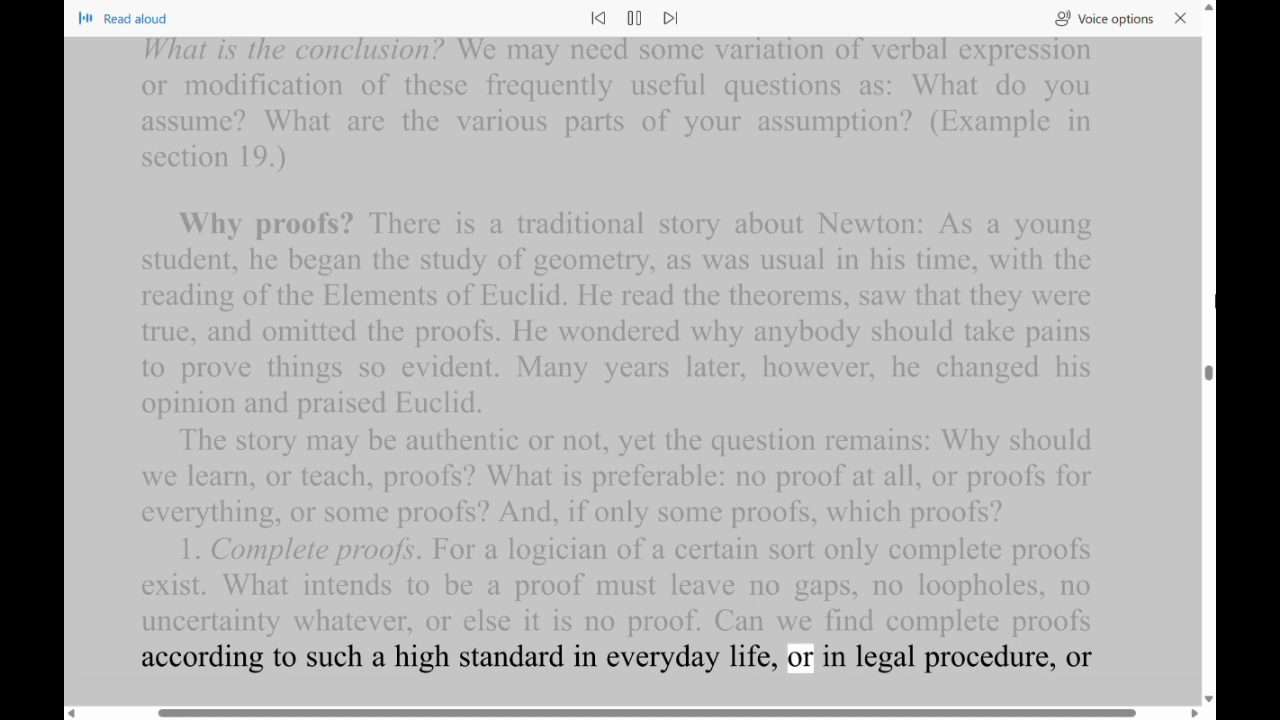 Read aloud
Voice options
What is the conclusion? We may need some variation of verbal expression
or modification of these frequently useful questions as: What do you
assume? What are the various parts of your assumption? (Example in
section 19.)
Why proofs? There is a traditional story about Newton: As a young
student, he began the study of geometry, as was usual in his time, with the
reading of the Elements of Euclid. He read the theorems, saw that they were
true, and omitted the proofs. He wondered why anybody should take pains
to prove things so evident. Many years later, however, he changed his
opinion and praised Euclid.
The story may be authentic or not, yet the question remains: Why should
we learn, or teach, proofs? What is preferable: no proof at all, or proofs for
everything, or some proofs? And, if only some proofs, which proofs?
1. Complete proofs. For a logician of a certain sort only complete proofs
exist. What intends to be a proof must leave no gaps, no loopholes, no
uncertainty whatever, or else it is no proof. Can we find complete proofs
according to such a high standard in everyday life, or in legal procedure, or